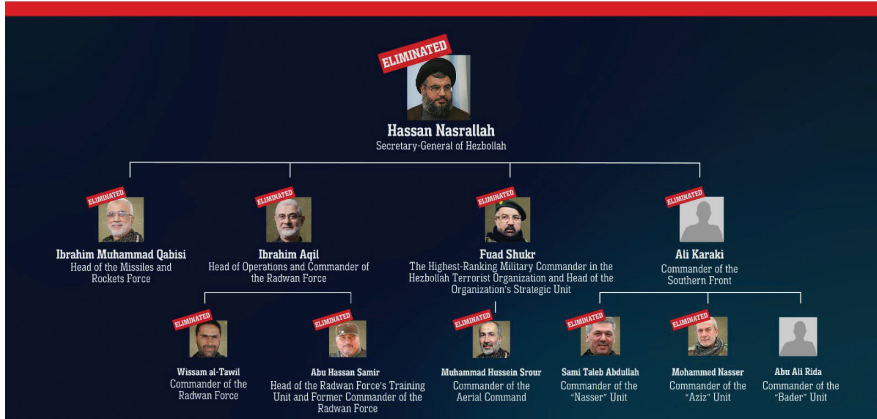 ELIMINATED
Hassan Nasrallah
Secretary-General of Hezbollah
ELIMINATED
Ibrahim Muhammad Qabisi
Head of the Missiles and
Rockets Force
ELIMINATED
Ibrahim Aqil
Head of Operations and Commander of
the Radwan Force
ELIMINATED
Fuad Shukr
The Highest-Ranking Military Commander in the
Hezbollah Terrorist Organization and Head of the
Organization's Strategic Unit
ELIMINATED
Ali Karaki
Commander of the
Southern Front
ELIMINATED
Wissam al-Tawil
Commander of the
Radwan Force
ELIMINATED
Abu Hassan Samir
Head of the Radwan Force's Training
Unit and Former Commander of the
Radwan Force
ELIMINATED
Muhammad Hussein Srour
Commander of the
Aerial Command
ELIMINATED
Sami Taleb Abdullah
Commander of the
"Nasser" Unit
ELIMINATED
Mohammed Nasser
Commander of the
"Aziz" Unit
Abu Ali Rida
Commander of the
"Bader" Unit